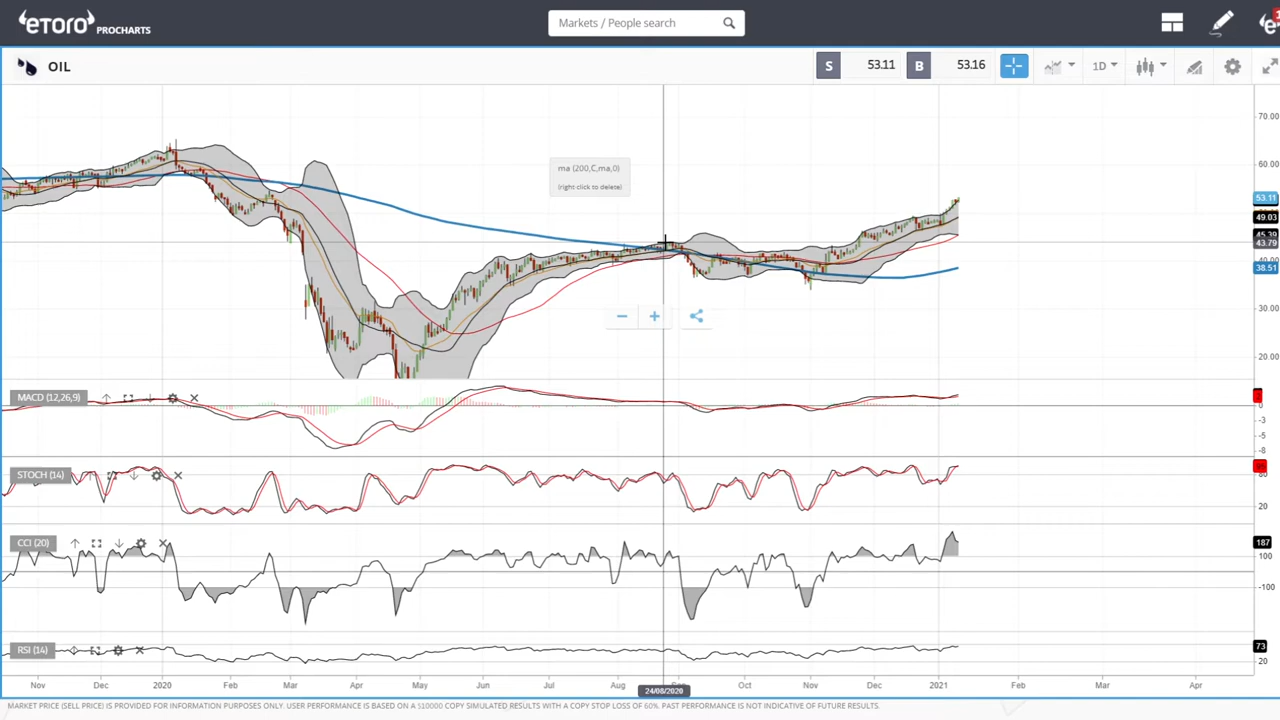 eTORO PROCHARTS
Markets / People search
OIL
S 53.11 B 53.16
1D
70.00
ma (200,C,ma,0)
60.00
(right click to delete)
53.11
49.03
43.79
40.00
38.51
30.00
20.00
MACD (12,26,9)
0
-3
-5
-8
STOCH (14)
80
20
CCI (20)
187
100
-100
RSI (14)
73
20
Nov Dec 2020 Feb Mar Apr May Jun Jul Aug Oct Nov Dec 2021 Feb Mar Apr
24/08/2020
MARKET PRICE (SELL PRICE) IS PROVIDED FOR INFORMATION PURPOSES ONLY. USER PERFORMANCE IS BASED ON A $10000 COPY SIMULATED RESULTS WITH A COPY STOP LOSS OF 60%. PAST PERFORMANCE IS NOT INDICATIVE OF FUTURE RESULTS.